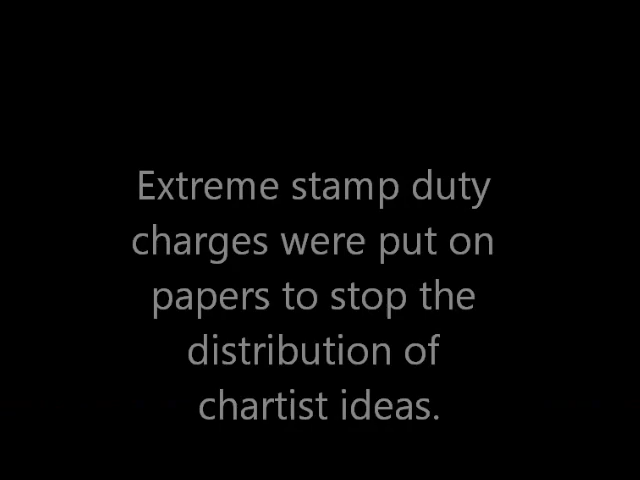 Extreme stamp duty
charges were put on
papers to stop the
distribution of
chartist ideas.